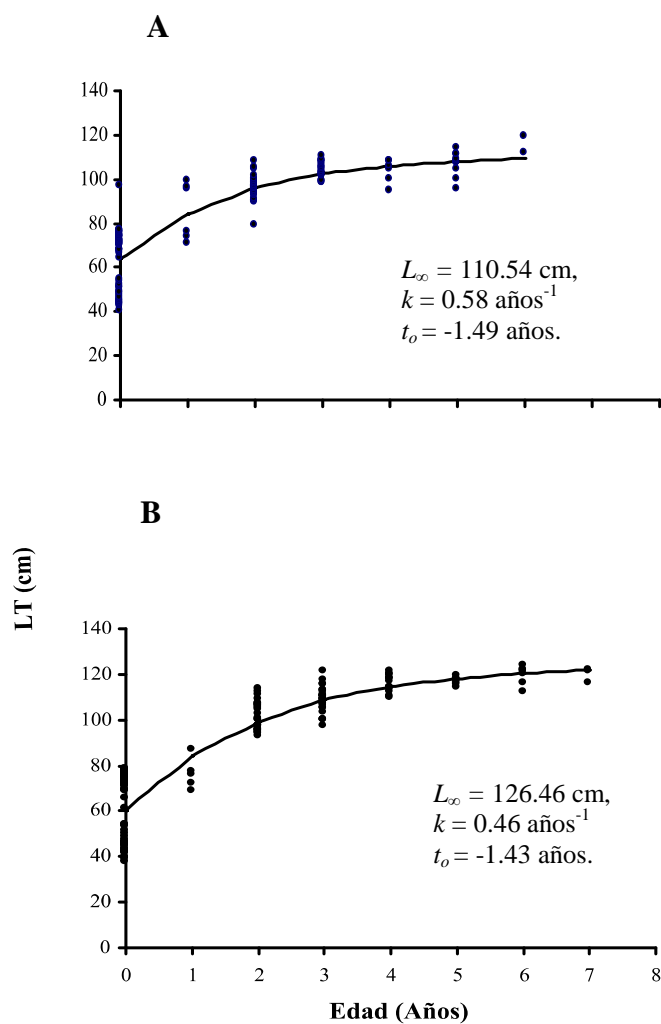 A
140
120
100
80
60
40
20
0
L∞ = 110.54 cm,
k = 0.58 años-1
to = -1.49 años.
B
LT (cm)
140
120
100
80
60
40
20
0
L∞ = 126.46 cm,
k = 0.46 años-1
to = -1.43 años.
0 1 2 3 4 5 6 7 8
Edad (Años)